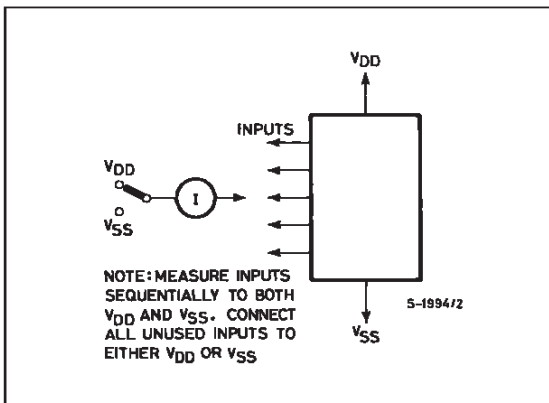 VDD
INPUTS
VDD
I
VSS
NOTE: MEASURE INPUTS
SEQUENTIALLY TO BOTH
VDD AND VSS. CONNECT
ALL UNUSED INPUTS TO
EITHER VDD OR VSS
S-1994/2
VSS